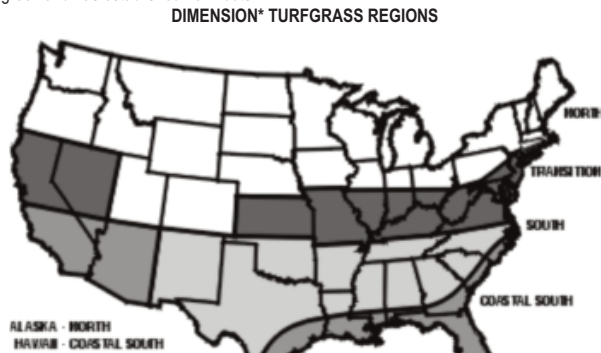 DIMENSION* TURFGRASS REGIONS
NORTH
TRANSITION
SOUTH
COASTAL SOUTH
ALASKA - NORTH
HAWAII - COASTAL SOUTH